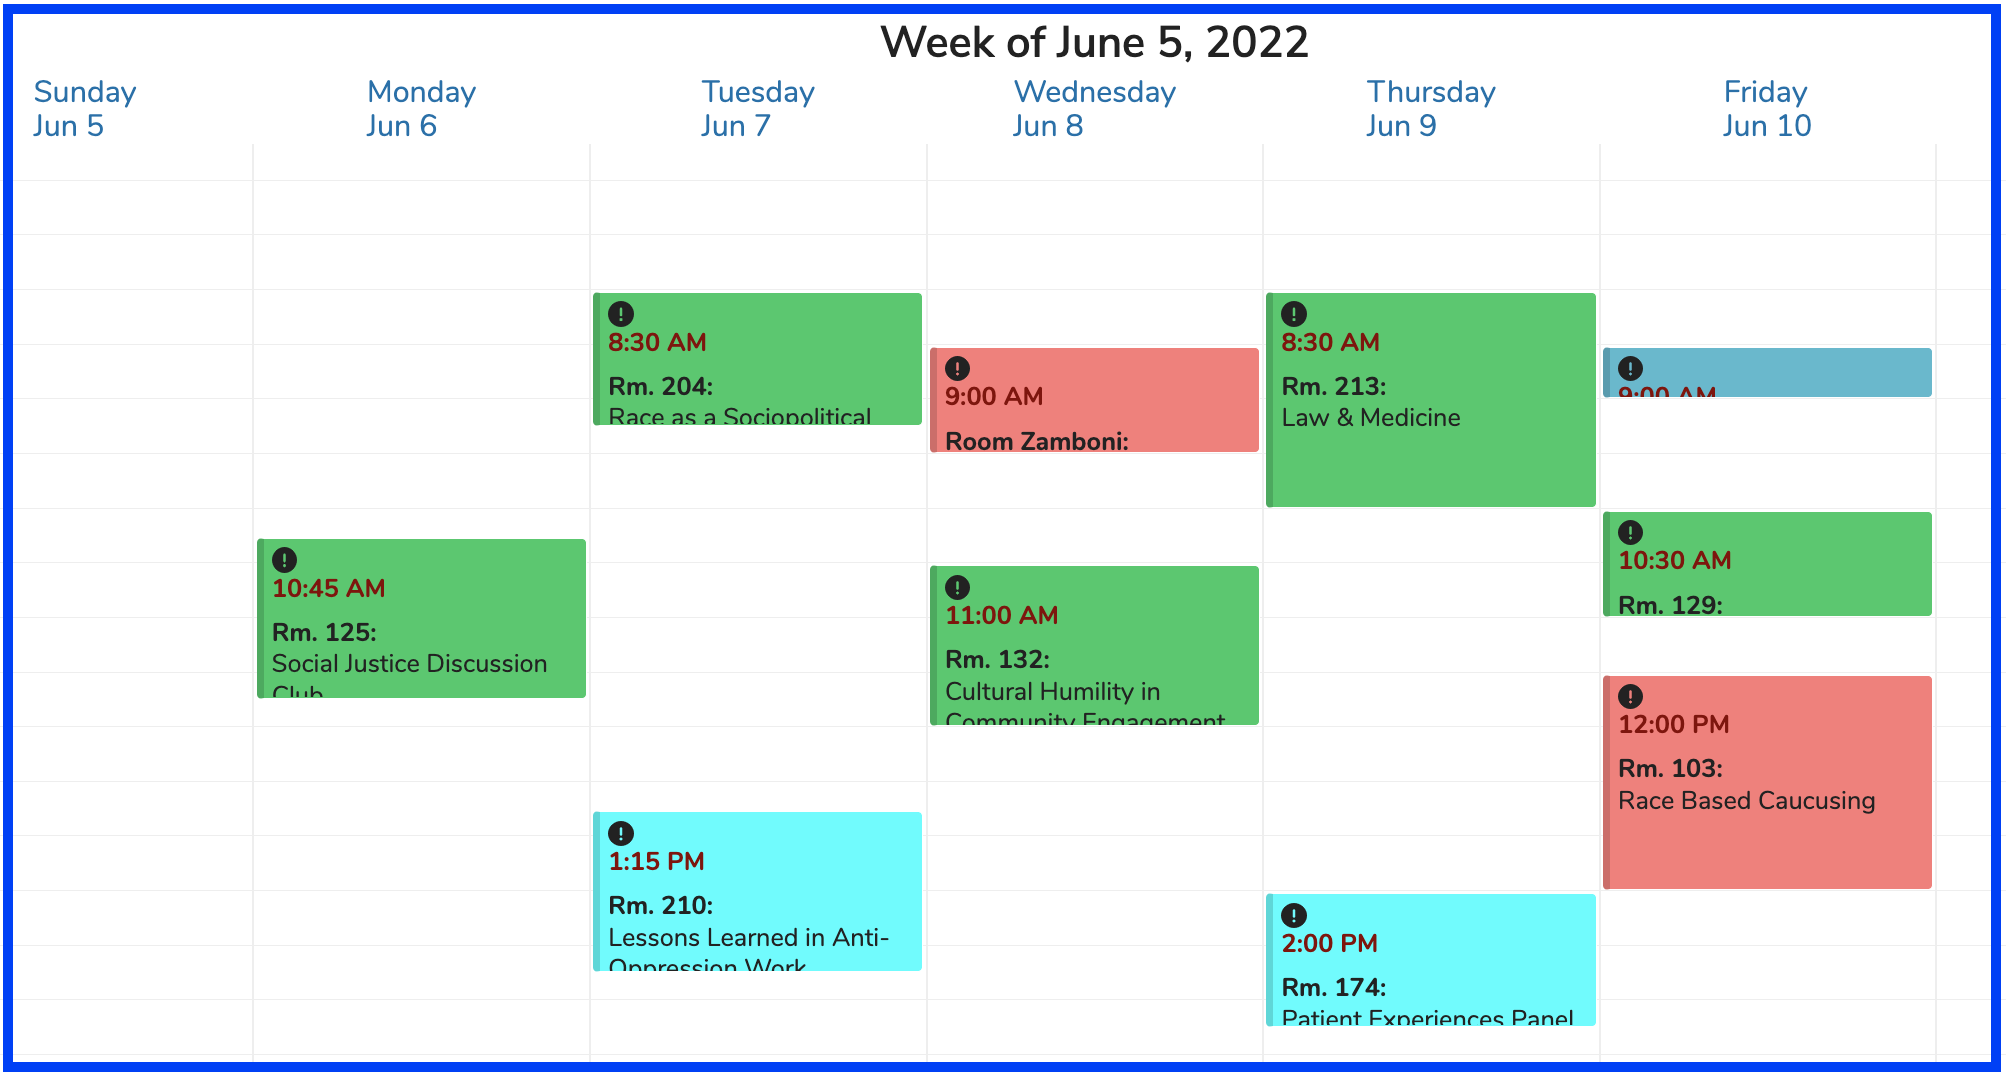 Week of June 5, 2022
Sunday
Jun 5
Monday
Jun 6
Tuesday
Jun 7
Wednesday
Jun 8
Thursday
Jun 9
Friday
Jun 10
10:45 AM
Rm. 125:
Social Justice Discussion
Club
8:30 AM
Rm. 204:
Race as a Sociopolitical
1:15 PM
Rm. 210:
Lessons Learned in Anti-
Oppression Work
9:00 AM
Room Zamboni:
11:00 AM
Rm. 132:
Cultural Humility in
Community Engagement
8:30 AM
Rm. 213:
Law & Medicine
2:00 PM
Rm. 174:
Patient Experiences Panel
9:00 AM
10:30 AM
Rm. 129:
12:00 PM
Rm. 103:
Race Based Caucusing